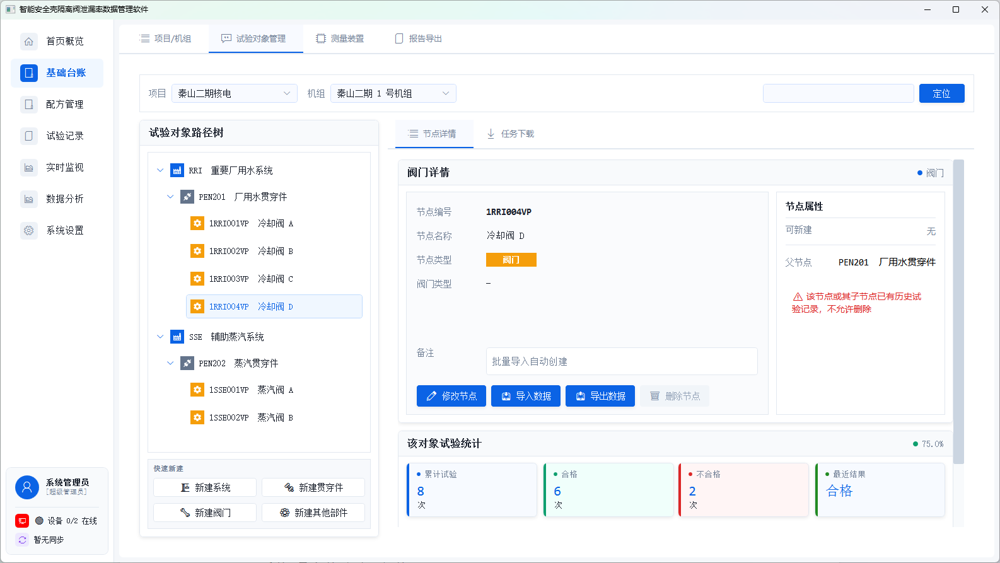 智能安全壳隔离阀泄漏率数据管理软件
首页概览
基础台账
配方管理
试验记录
实时监视
数据分析
系统设置
系统管理员
[超级管理员]
设备 0/2 在线
暂无同步
项目/机组
试验对象管理
测量装置
报告导出
项目
秦山二期核电
机组
秦山二期 1 号机组
定位
试验对象路径树
RRI 重要厂用水系统
PEN201 厂用水贯穿件
1RRI001VP 冷却阀 A
1RRI002VP 冷却阀 B
1RRI003VP 冷却阀 C
1RRI004VP 冷却阀 D
SSE 辅助蒸汽系统
PEN202 蒸汽贯穿件
1SSE001VP 蒸汽阀 A
1SSE002VP 蒸汽阀 B
快速新建
新建系统
新建贯穿件
新建阀门
新建其他部件
节点详情
任务下载
阀门详情
阀门
节点编号
1RRI004VP
节点名称
冷却阀 D
节点类型
阀门
阀门类型
—
备注
批量导入自动创建
修改节点
导入数据
导出数据
删除节点
节点属性
可新建
无
父节点
PEN201 厂用水贯穿件
该节点或其子节点已有历史试
验记录，不允许删除
该对象试验统计
75.0%
累计试验
8
次
合格
6
次
不合格
2
次
最近结果
合格